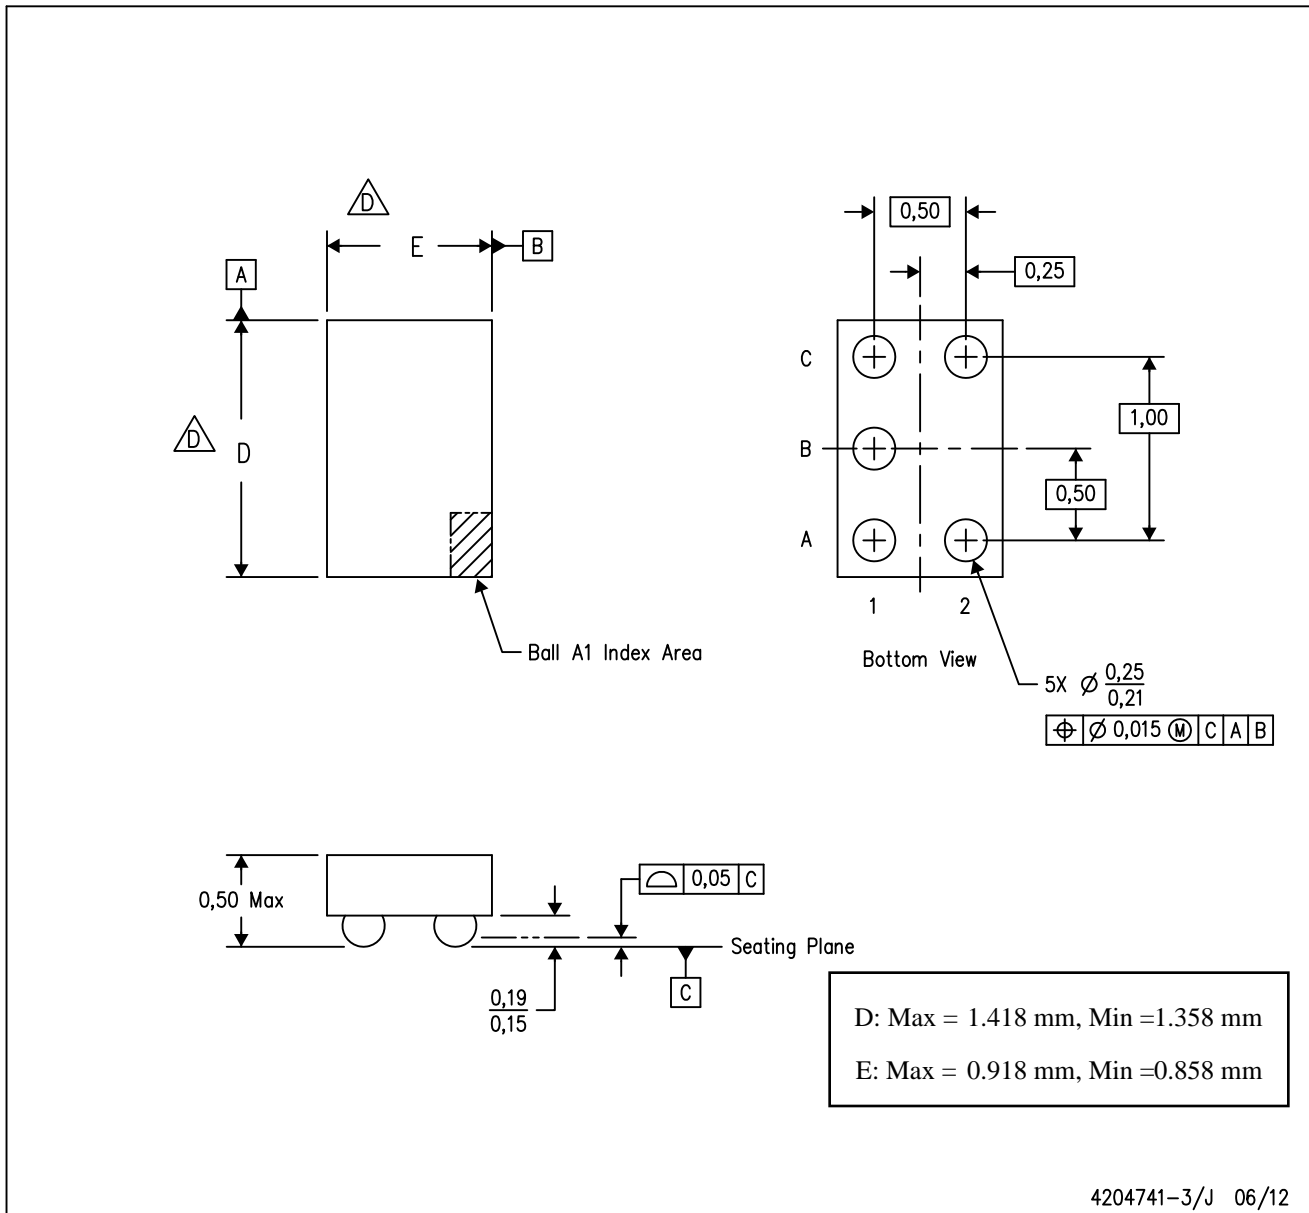 D
E
B
A
D
D
Ball A1 Index Area
0,50
0,25
C
B
A
1,00
0,50
1 2
Bottom View
5X Ø 0,25
0,21
⌖ Ø 0,015 Ⓜ C A B
0,50 Max
⌓ 0,05 C
Seating Plane
C
0,19
0,15
D: Max = 1.418 mm, Min =1.358 mm
E: Max = 0.918 mm, Min =0.858 mm
4204741-3/J 06/12